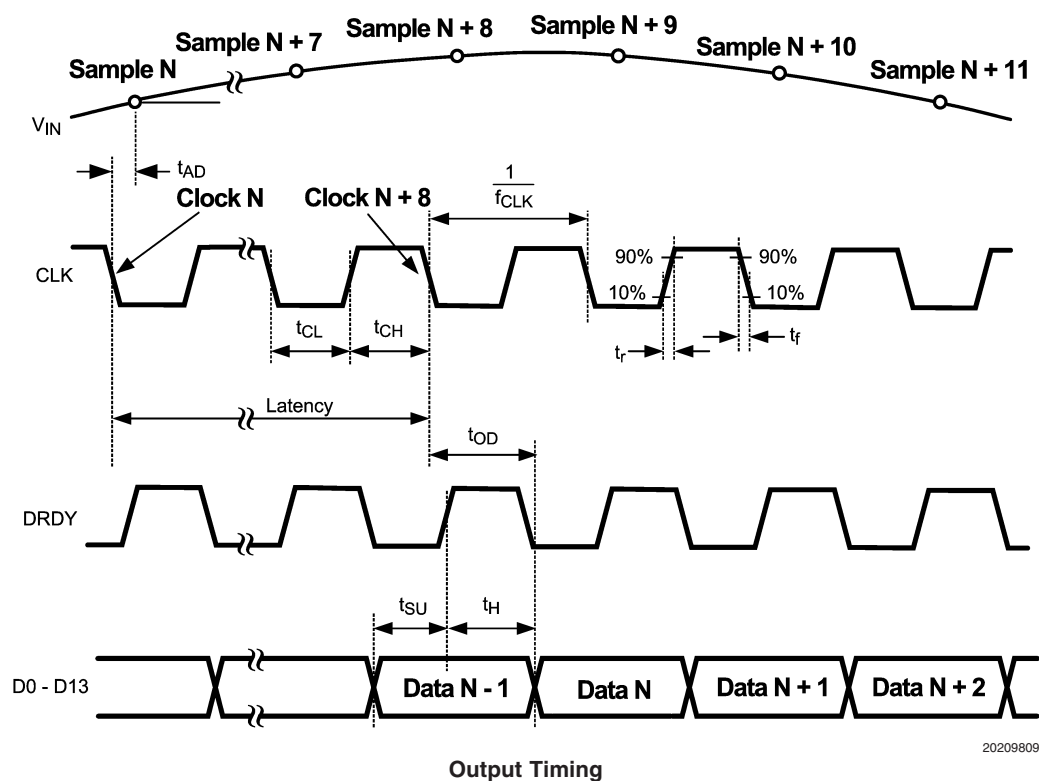 Sample N
Sample N + 7
Sample N + 8
Sample N + 9
Sample N + 10
Sample N + 11
VIN
tAD
Clock N
Clock N + 8
1
fCLK
CLK
90%
90%
10%
10%
tCL
tCH
tr
tf
Latency
tOD
DRDY
tSU
tH
D0 - D13
Data N - 1
Data N
Data N + 1
Data N + 2
20209809
Output Timing